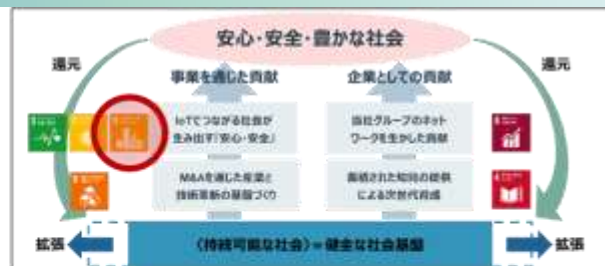 安心・安全・豊かな社会
還元
還元
事業を通じた貢献
企業としての貢献
IoTでつながる社会が
生み出す「安心・安全」
当社グループのネット
ワークを生かした貢献
M&Aを通じた産業と
技術革新の基盤づくり
蓄積された知見の提供
による次世代育成
拡張
〈持続可能な社会〉=健全な社会基盤
拡張